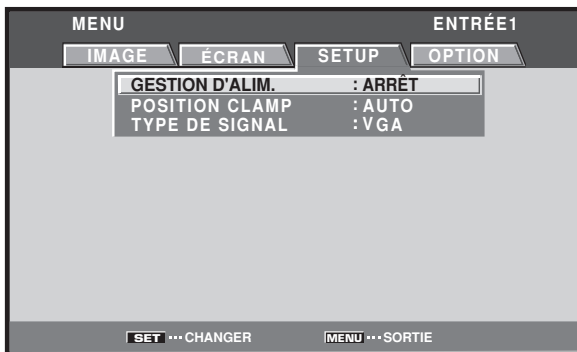 MENU ENTRÉE1
IMAGE ÉCRAN SETUP OPTION
GESTION D'ALIM. : ARRÊT
POSITION CLAMP : AUTO
TYPE DE SIGNAL : VGA
SET ··· CHANGER MENU ··· SORTIE